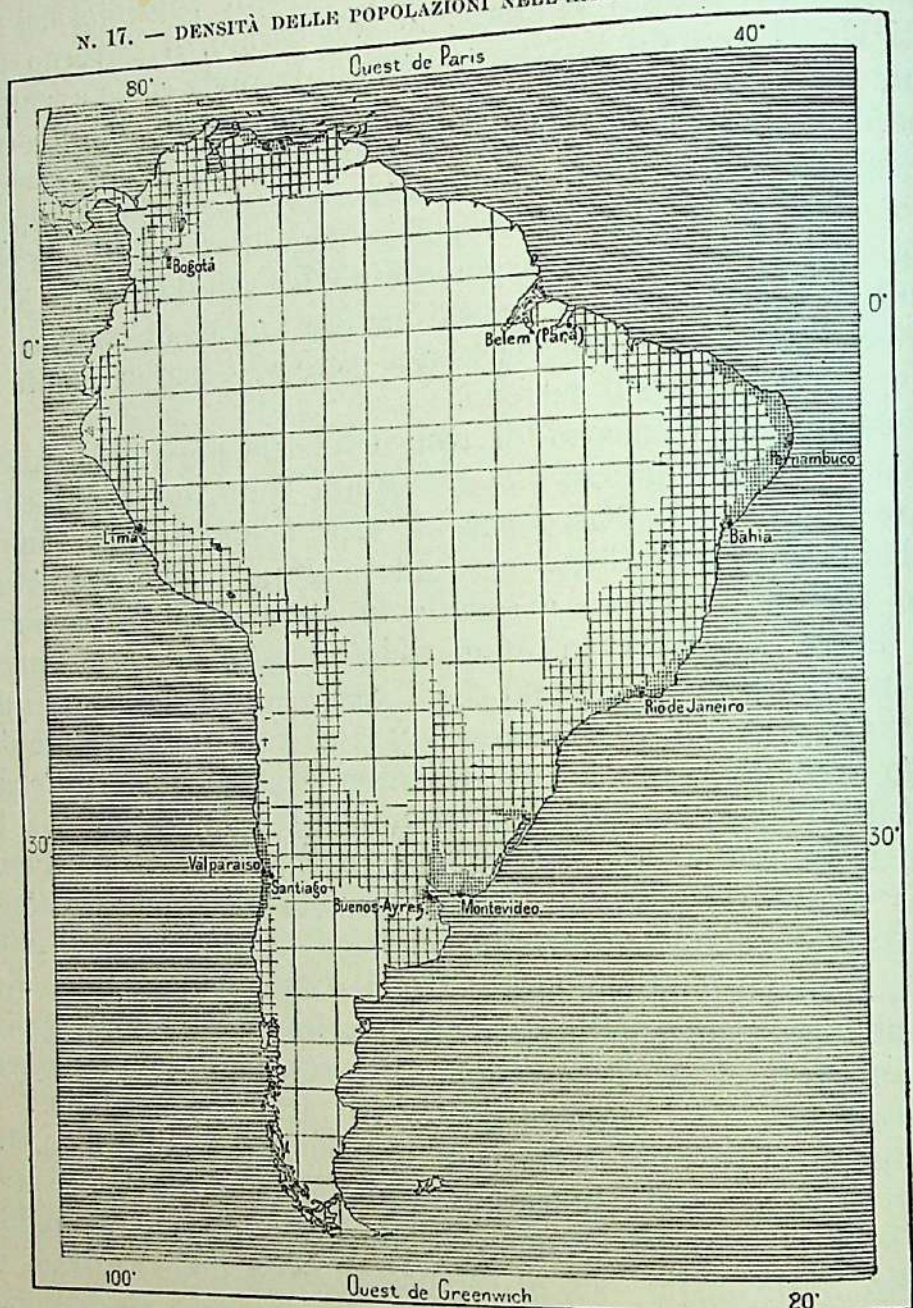 N. 17. — DENSITÀ DELLE POPOLAZIONI
Ouest de Paris
80°
40°
Bogotá
0°
0°
Belem (Pará)
Pernambuco
Lima
Bahia
Rio de Janeiro
30°
30°
Valparaiso
Santiago
Buenos-Ayres
Montevideo.
100°
Ouest de Greenwich
20°